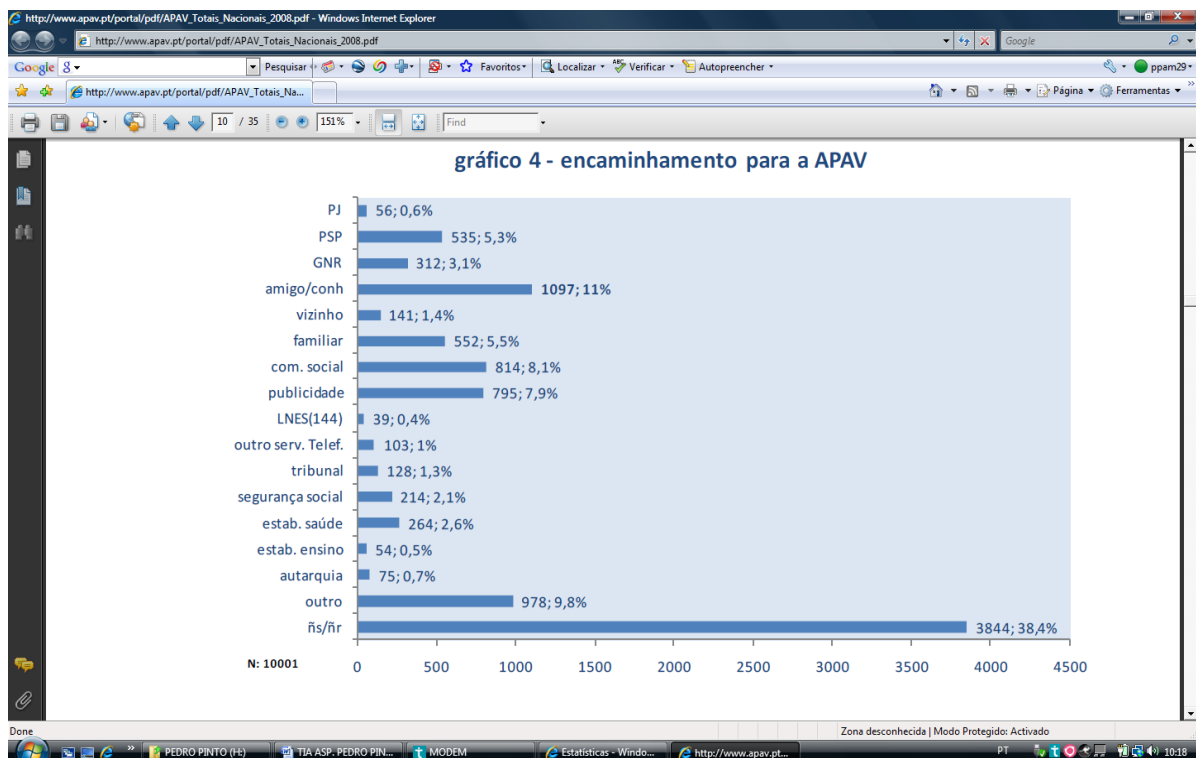 http://www.apav.pt/portal/pdf/APAV_Totais_Nacionais_2008.pdf - Windows Internet Explorer
http://www.apav.pt/portal/pdf/APAV_Totais_Nacionais_2008.pdf Google
Google Pesquisar Favoritos Localizar Verificar Autopreencher ppam29
http://www.apav.pt/portal/pdf/APAV_Totais_Na... Página Ferramentas
10 / 35 151% Find
gráfico 4 - encaminhamento para a APAV
PJ 56; 0,6%
PSP 535; 5,3%
GNR 312; 3,1%
amigo/conh 1097; 11%
vizinho 141; 1,4%
familiar 552; 5,5%
com. social 814; 8,1%
publicidade 795; 7,9%
LNES(144) 39; 0,4%
outro serv. Telef. 103; 1%
tribunal 128; 1,3%
segurança social 214; 2,1%
estab. saúde 264; 2,6%
estab. ensino 54; 0,5%
autarquia 75; 0,7%
outro 978; 9,8%
ñs/ñr 3844; 38,4%
N: 10001 0 500 1000 1500 2000 2500 3000 3500 4000 4500
Done Zona desconhecida | Modo Protegido: Activado
PEDRO PINTO (H:) TIA ASP. PEDRO PIN... MODEM Estatísticas - Windo... http://www.apav.pt... PT 10:18